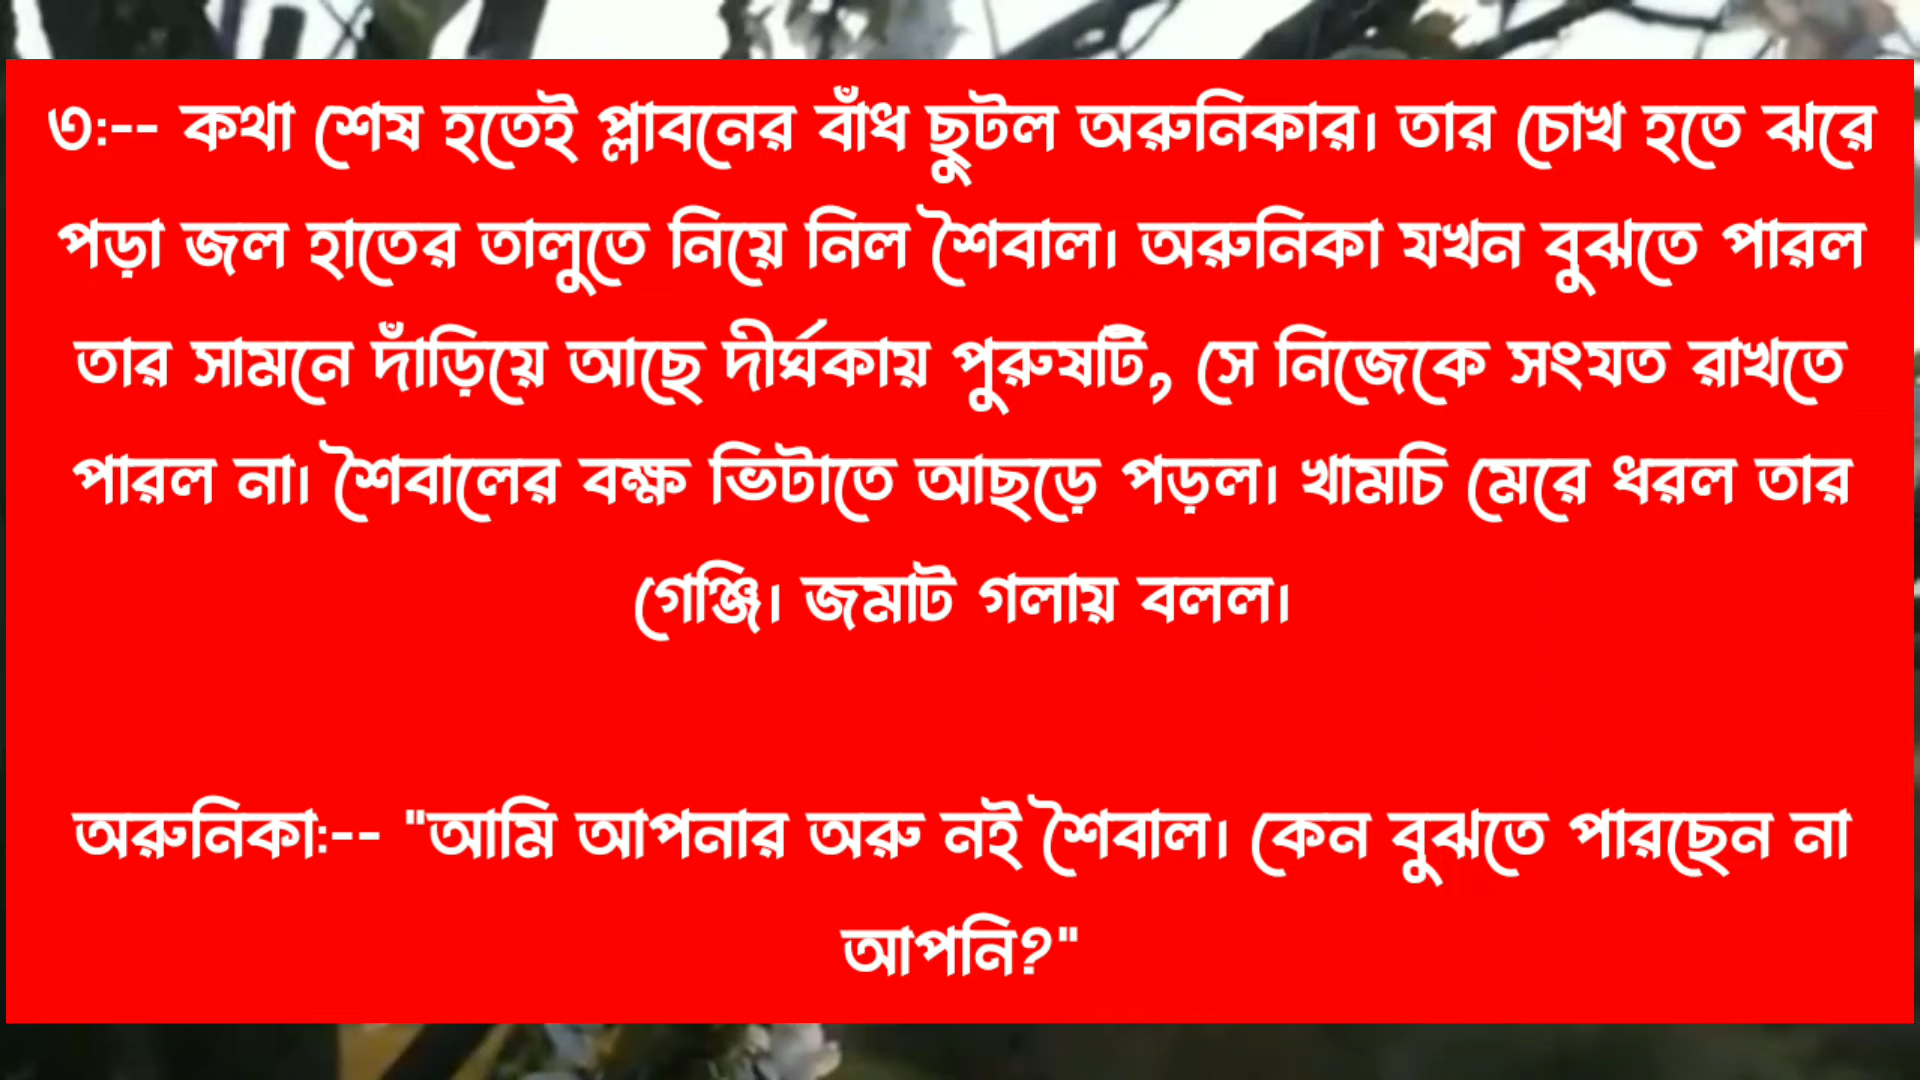 ৩:-- কথা শেষ হতেই প্লাবনের বাঁধ ছুটল অরুনিকার। তার চোখ হতে ঝরে
পড়া জল হাতের তালুতে নিয়ে নিল শৈবাল। অরুনিকা যখন বুঝতে পারল
তার সামনে দাঁড়িয়ে আছে দীর্ঘকায় পুরুষটি, সে নিজেকে সংযত রাখতে
পারল না। শৈবালের বক্ষ ভিটাতে আছড়ে পড়ল। খামচি মেরে ধরল তার
গেঞ্জি। জমাট গলায় বলল।
অরুনিকা:-- "আমি আপনার অরু নই শৈবাল। কেন বুঝতে পারছেন না
আপনি?"